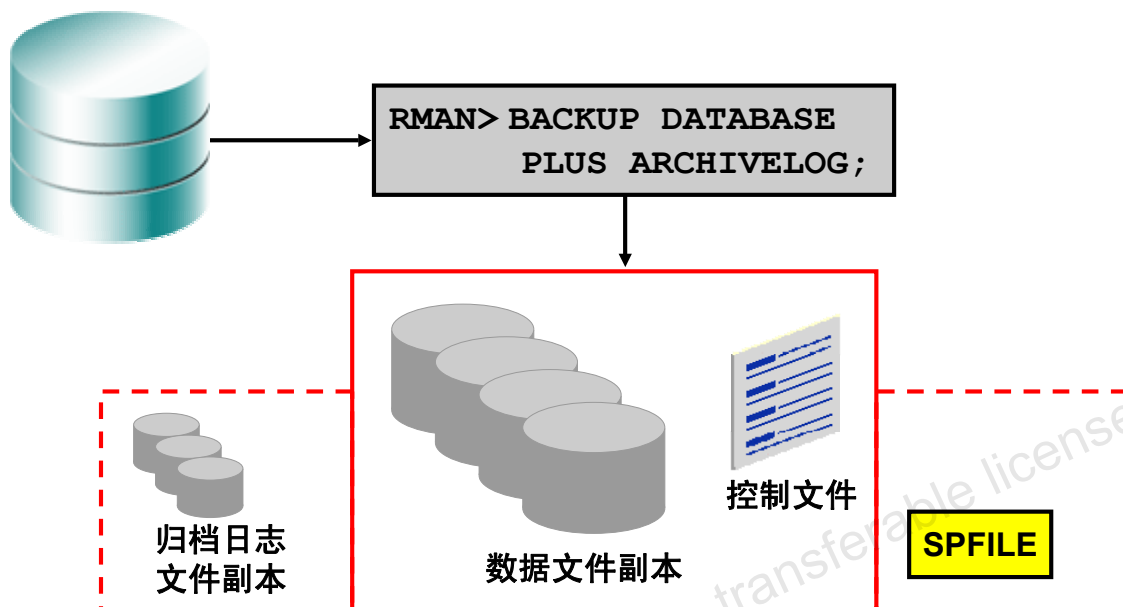 RMAN> BACKUP DATABASE
PLUS ARCHIVELOG;
归档日志
文件副本
数据文件副本
控制文件
SPFILE
transferable license